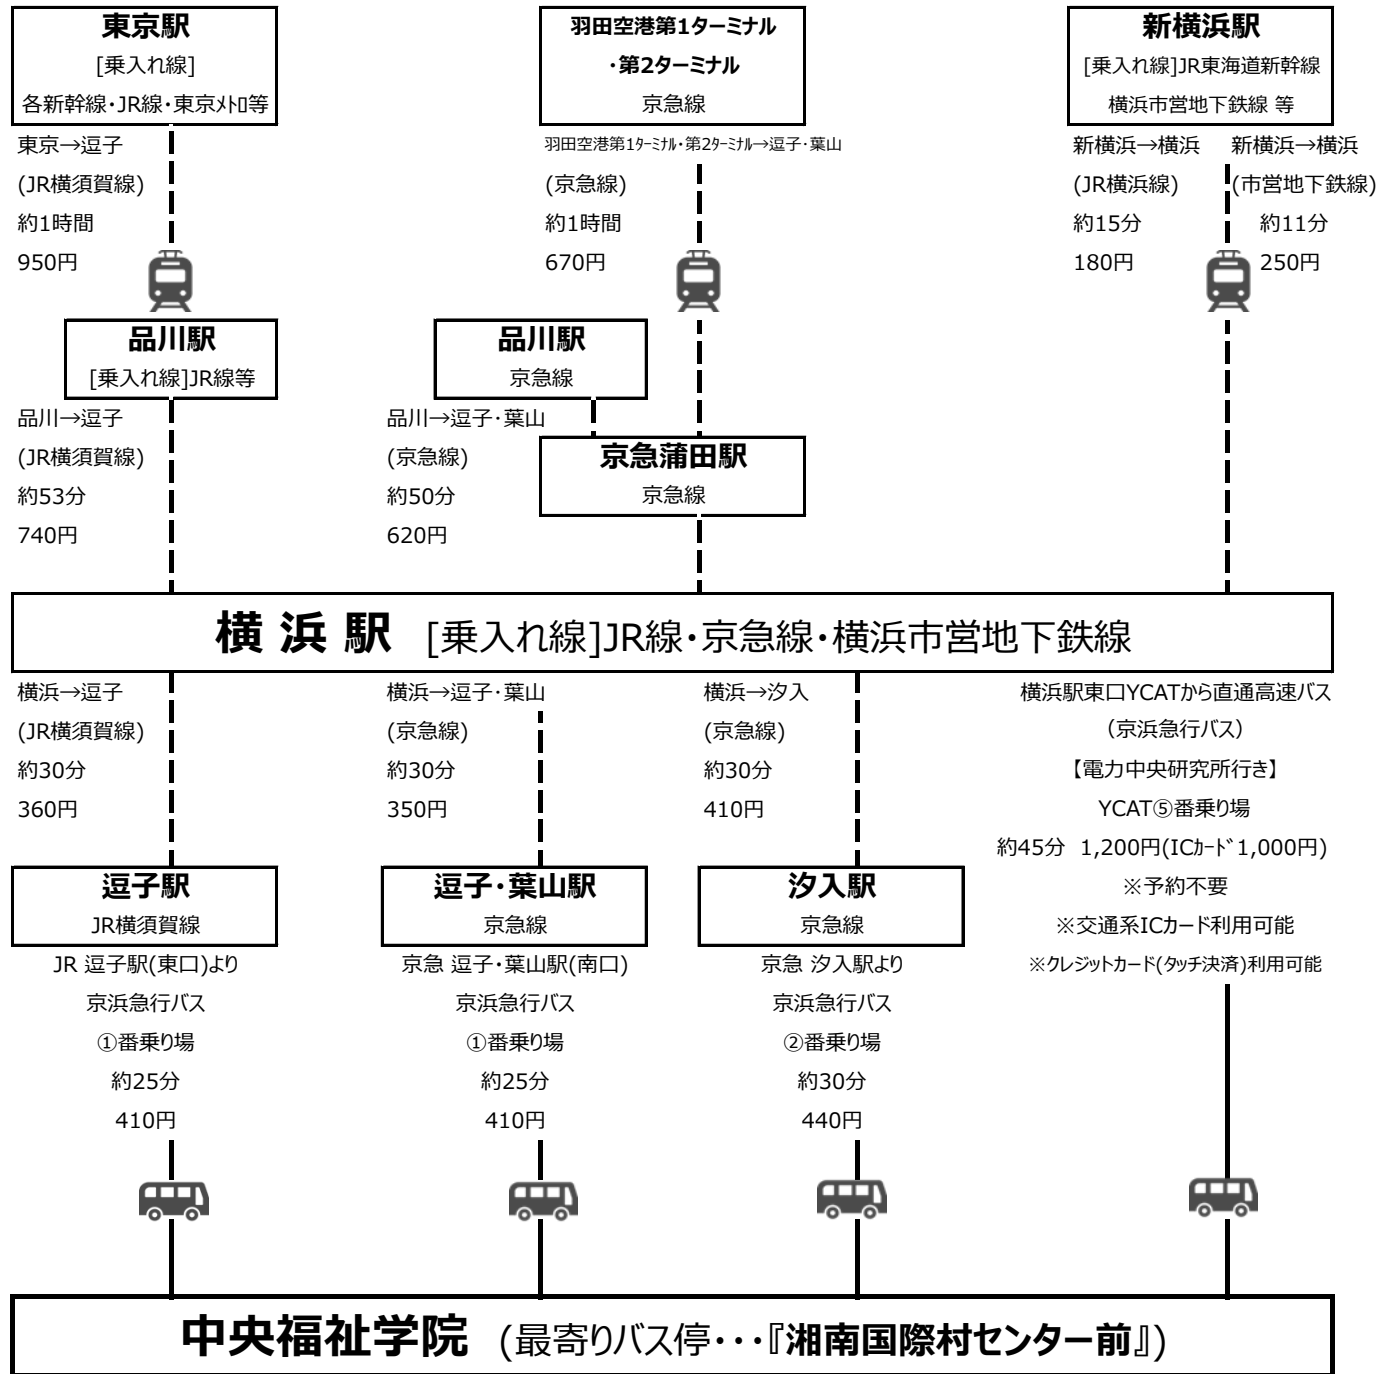 東京駅
[乗入れ線]
各新幹線・JR線・東京ﾒﾄﾛ等
東京→逗子
(JR横須賀線)
約1時間
950円
羽田空港第1ターミナル
・第2ターミナル
京急線
羽田空港第1ﾀｰﾐﾅﾙ・第2ﾀｰﾐﾅﾙ→逗子・葉山
(京急線)
約1時間
670円
新横浜駅
[乗入れ線]JR東海道新幹線
横浜市営地下鉄線 等
新横浜→横浜
(JR横浜線)
約15分
180円
新横浜→横浜
(市営地下鉄線)
約11分
250円
品川駅
[乗入れ線]JR線等
品川→逗子
(JR横須賀線)
約53分
740円
品川駅
京急線
品川→逗子・葉山
(京急線)
約50分
620円
京急蒲田駅
京急線
横 浜 駅 [乗入れ線]JR線・京急線・横浜市営地下鉄線
横浜→逗子
(JR横須賀線)
約30分
360円
横浜→逗子・葉山
(京急線)
約30分
350円
横浜→汐入
(京急線)
約30分
410円
横浜駅東口YCATから直通高速バス
（京浜急行バス）
【電力中央研究所行き】
YCAT⑤番乗り場
約45分 1,200円(ICｶｰﾄﾞ1,000円)
※予約不要
※交通系ICカード利用可能
※クレジットカード(タッチ決済)利用可能
逗子駅
JR横須賀線
JR 逗子駅(東口)より
京浜急行バス
①番乗り場
約25分
410円
逗子・葉山駅
京急線
京急 逗子・葉山駅(南口)
京浜急行バス
①番乗り場
約25分
410円
汐入駅
京急線
京急 汐入駅より
京浜急行バス
②番乗り場
約30分
440円
中央福祉学院 (最寄りバス停・・・『湘南国際村センター前』)